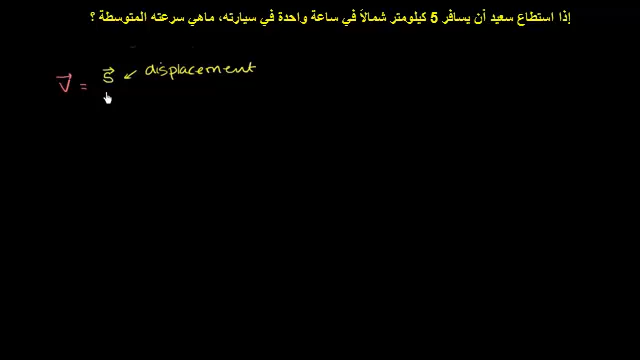 إذا استطاع سعيد أن يسافر 5 كيلومتر شمالاً في ساعة واحدة في سيارته، ماهي سرعته المتوسطة ؟
v⃗ = s⃗ ↙ displacement